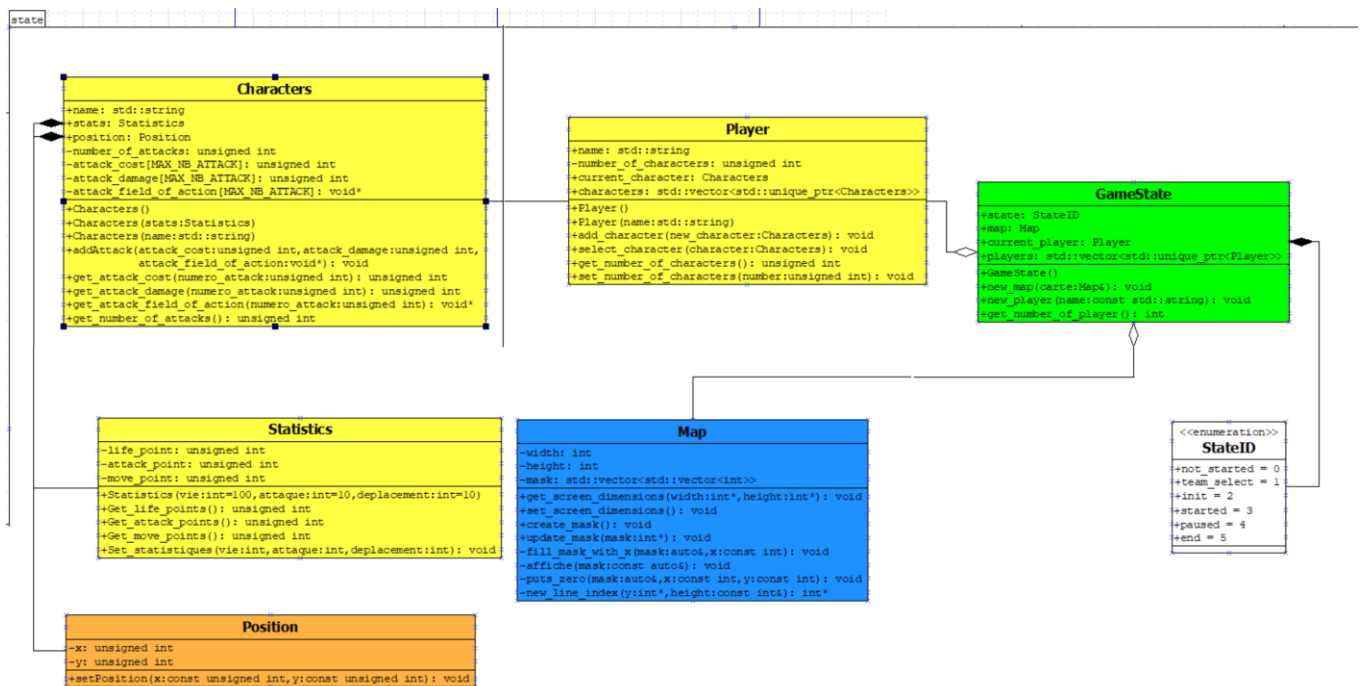 state
Characters
+name: std::string
+stats: Statistics
+position: Position
-number_of_attacks: unsigned int
-attack_cost[MAX_NB_ATTACK]: unsigned int
-attack_damage[MAX_NB_ATTACK]: unsigned int
-attack_field_of_action[MAX_NB_ATTACK]: void*
+Characters()
+Characters(stats:Statistics)
+Characters(name:std::string)
+addAttack(attack_cost:unsigned int,attack_damage:unsigned int,
attack_field_of_action:void*): void
+get_attack_cost(numero_attack:unsigned int): unsigned int
+get_attack_damage(numero_attack:unsigned int): unsigned int
+get_attack_field_of_action(numero_attack:unsigned int): void*
+get_number_of_attacks(): unsigned int
Player
+name: std::string
-number_of_characters: unsigned int
+current_character: Characters
+characters: std::vector<std::unique_ptr<Characters>>
+Player()
+Player(name:std::string)
+add_character(new_character:Characters): void
+select_character(character:Characters): void
+get_number_of_characters(): unsigned int
+set_number_of_characters(number:unsigned int): void
GameState
+state: StateID
+map: Map
+current_player: Player
+players: std::vector<std::unique_ptr<Player>>
+GameState()
+new_map(carte:Map&): void
+new_player(name:const std::string): void
+get_number_of_player(): int
Statistics
-life_point: unsigned int
-attack_point: unsigned int
-move_point: unsigned int
+Statistics(vie:int=100,attaque:int=10,deplacement:int=10)
+Get_life_points(): unsigned int
+Get_attack_points(): unsigned int
+Get_move_points(): unsigned int
+Set_statistiques(vie:int,attaque:int,deplacement:int): void
Map
-width: int
-height: int
-mask: std::vector<std::vector<int>>
+get_screen_dimensions(width:int*,height:int*): void
+set_screen_dimensions(): void
+create_mask(): void
+update_mask(mask:int*): void
-fill_mask_with_x(mask:auto&,x:const int): void
-affiche(mask:const auto&): void
-puts_zero(mask:auto&,x:const int,y:const int): void
-new_line_index(y:int*,height:const int&): int*
<<enumeration>>
StateID
+not_started = 0
+team_select = 1
+init = 2
+started = 3
+paused = 4
+end = 5
Position
-x: unsigned int
-y: unsigned int
+setPosition(x:const unsigned int,y:const unsigned int): void